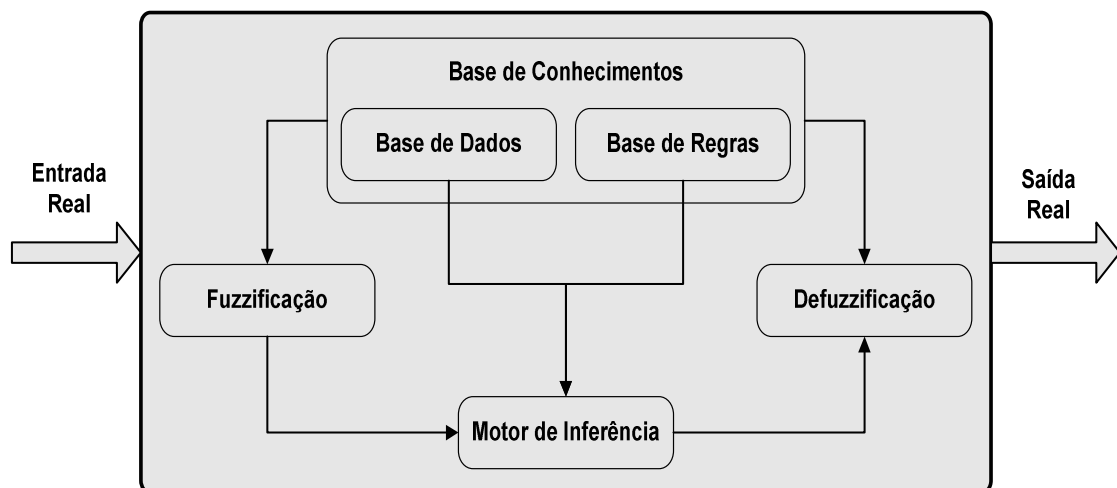 Base de Conhecimentos
Base de Dados
Base de Regras
Entrada
Real
Saída
Real
Fuzzificação
Defuzzificação
Motor de Inferência